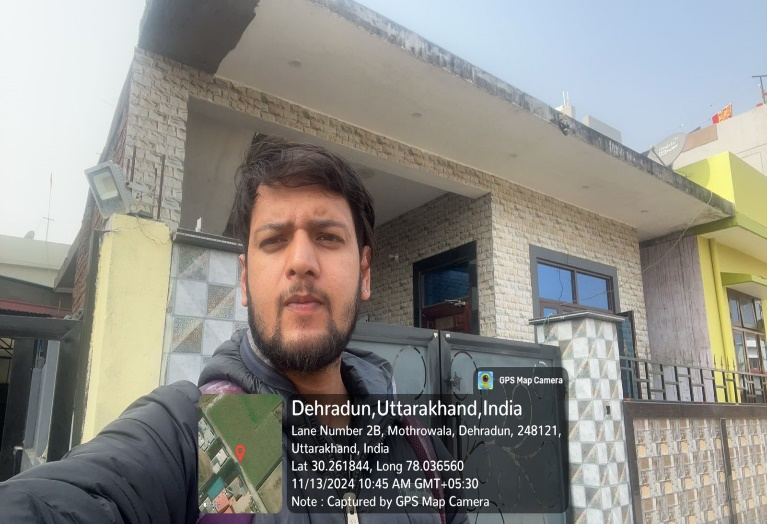 GPS Map Camera
Dehradun,Uttarakhand,India
Lane Number 2B, Mothrowala, Dehradun, 248121,
Uttarakhand, India
Lat 30.261844, Long 78.036560
11/13/2024 10:45 AM GMT+05:30
Note : Captured by GPS Map Camera